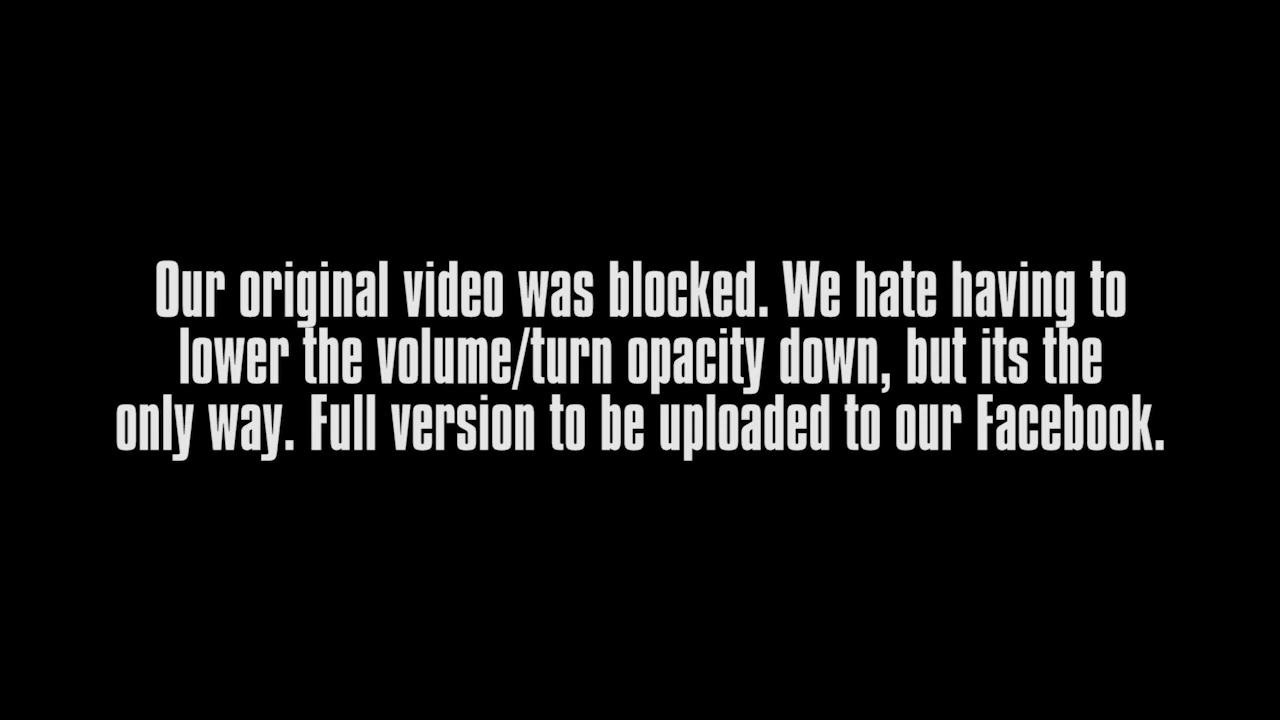 Our original video was blocked. We hate having to
lower the volume/turn opacity down, but its the
only way. Full version to be uploaded to our Facebook.